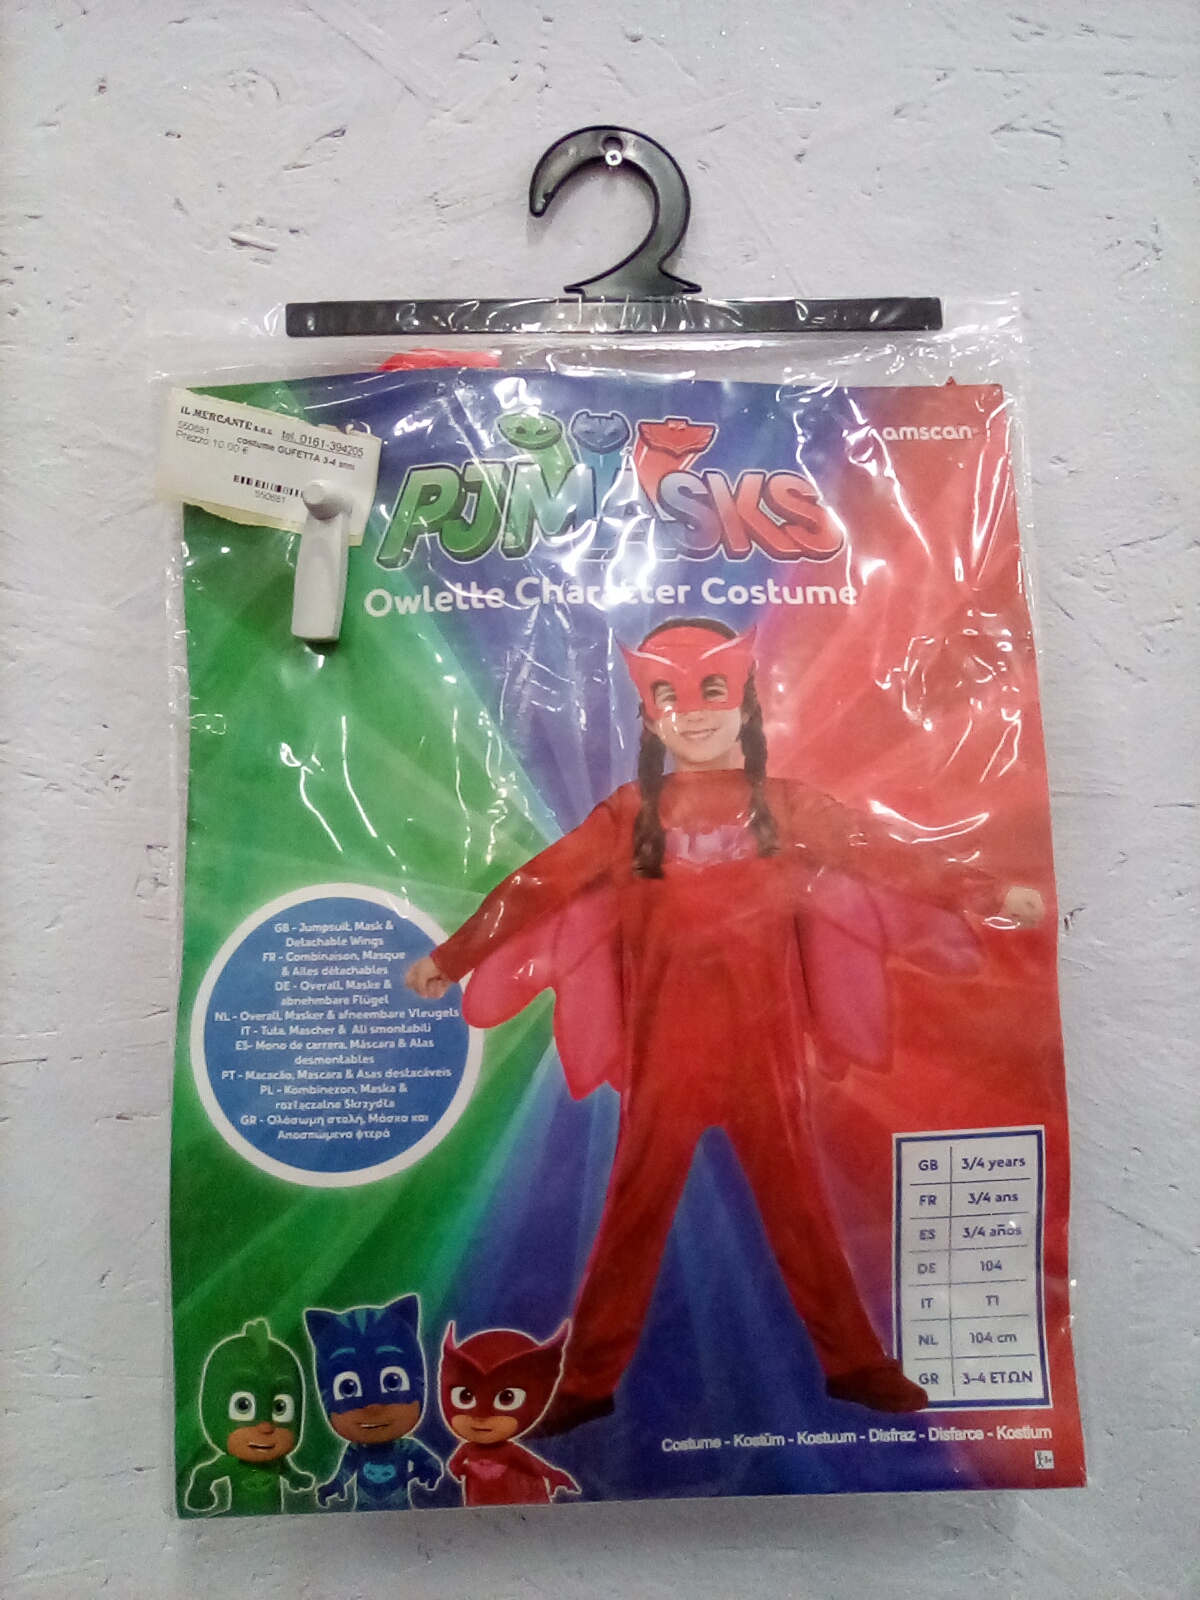 IL MERCANTE s.a.s. tel. 0161-394205
550681 costume GUFETTA 3-4 anni
Prezzo 10.00 €
550681
amscan
PJMASKS
Owlette Character Costume
GB - Jumpsuit, Mask &
Detachable Wings
FR - Combinaison, Masque
& Ailes détachables
DE - Overall, Maske &
abnehmbare Flügel
NL - Overall, Masker & afneembare Vleugels
IT - Tuta, Mascher & Ali smontabili
ES- Mono de carrera, Máscara & Alas
desmontables
PT - Macacão, Mascara & Asas destacáveis
PL - Kombinezon, Maska &
rozłączalne Skrzydła
GR - Ολόσωμη στολή, Μάσκα και
Αποσπώμενα φτερά
GB 3/4 years
FR 3/4 ans
ES 3/4 años
DE 104
IT T1
NL 104 cm
GR 3-4 ΕΤΩΝ
Costume - Kostüm - Kostuum - Disfraz - Disfarce - Kostium